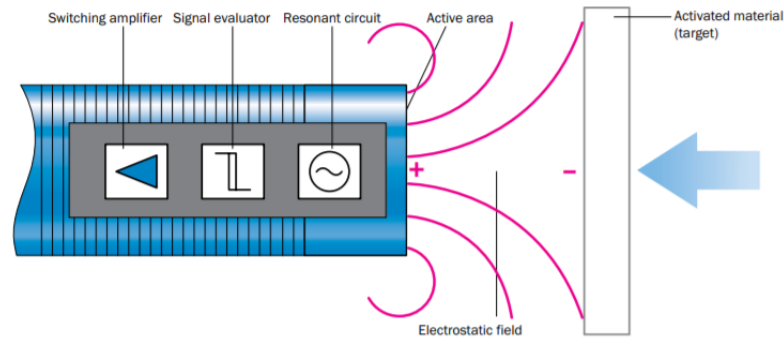 Switching amplifier
Signal evaluator
Resonant circuit
Active area
Activated material
(target)
+
-
Electrostatic field